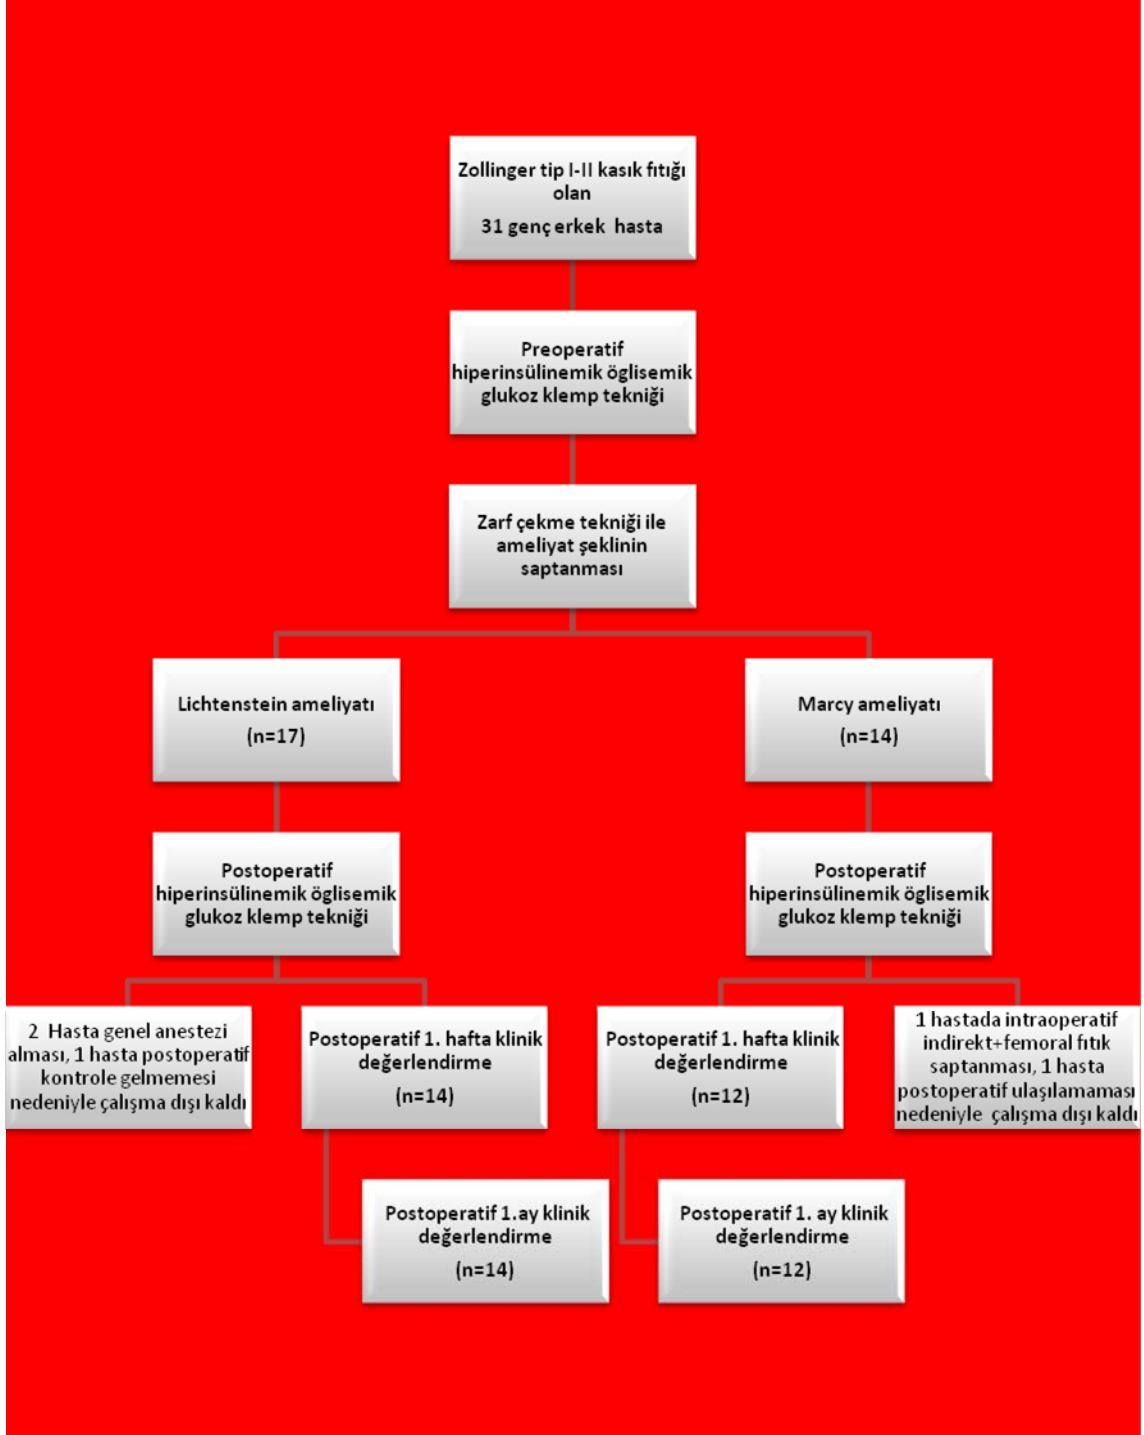 Zollinger tip I-II kasık fıtığı
olan
31 genç erkek hasta
Preoperatif
hiperinsülinemik öglisemik
glukoz klemp tekniği
Zarf çekme tekniği ile
ameliyat şeklinin
saptanması
Lichtenstein ameliyatı
(n=17)
Marcy ameliyatı
(n=14)
Postoperatif
hiperinsülinemik öglisemik
glukoz klemp tekniği
Postoperatif
hiperinsülinemik öglisemik
glukoz klemp tekniği
2 Hasta genel anestezi
alması, 1 hasta postoperatif
kontrole gelmemesi
nedeniyle çalışma dışı kaldı
Postoperatif 1. hafta klinik
değerlendirme
(n=14)
Postoperatif 1. hafta klinik
değerlendirme
(n=12)
1 hastada intraoperatif
indirekt+femoral fıtık
saptanması, 1 hasta
postoperatif ulaşılamaması
nedeniyle çalışma dışı kaldı
Postoperatif 1.ay klinik
değerlendirme
(n=14)
Postoperatif 1. ay klinik
değerlendirme
(n=12)